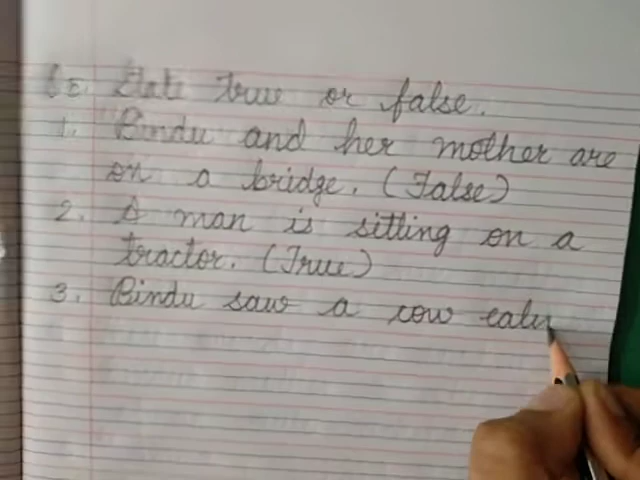 State True or false.
1. Bindu and her mother are
on a bridge. (False)
2. A man is sitting on a
tractor. (True)
3. Bindu saw a cow